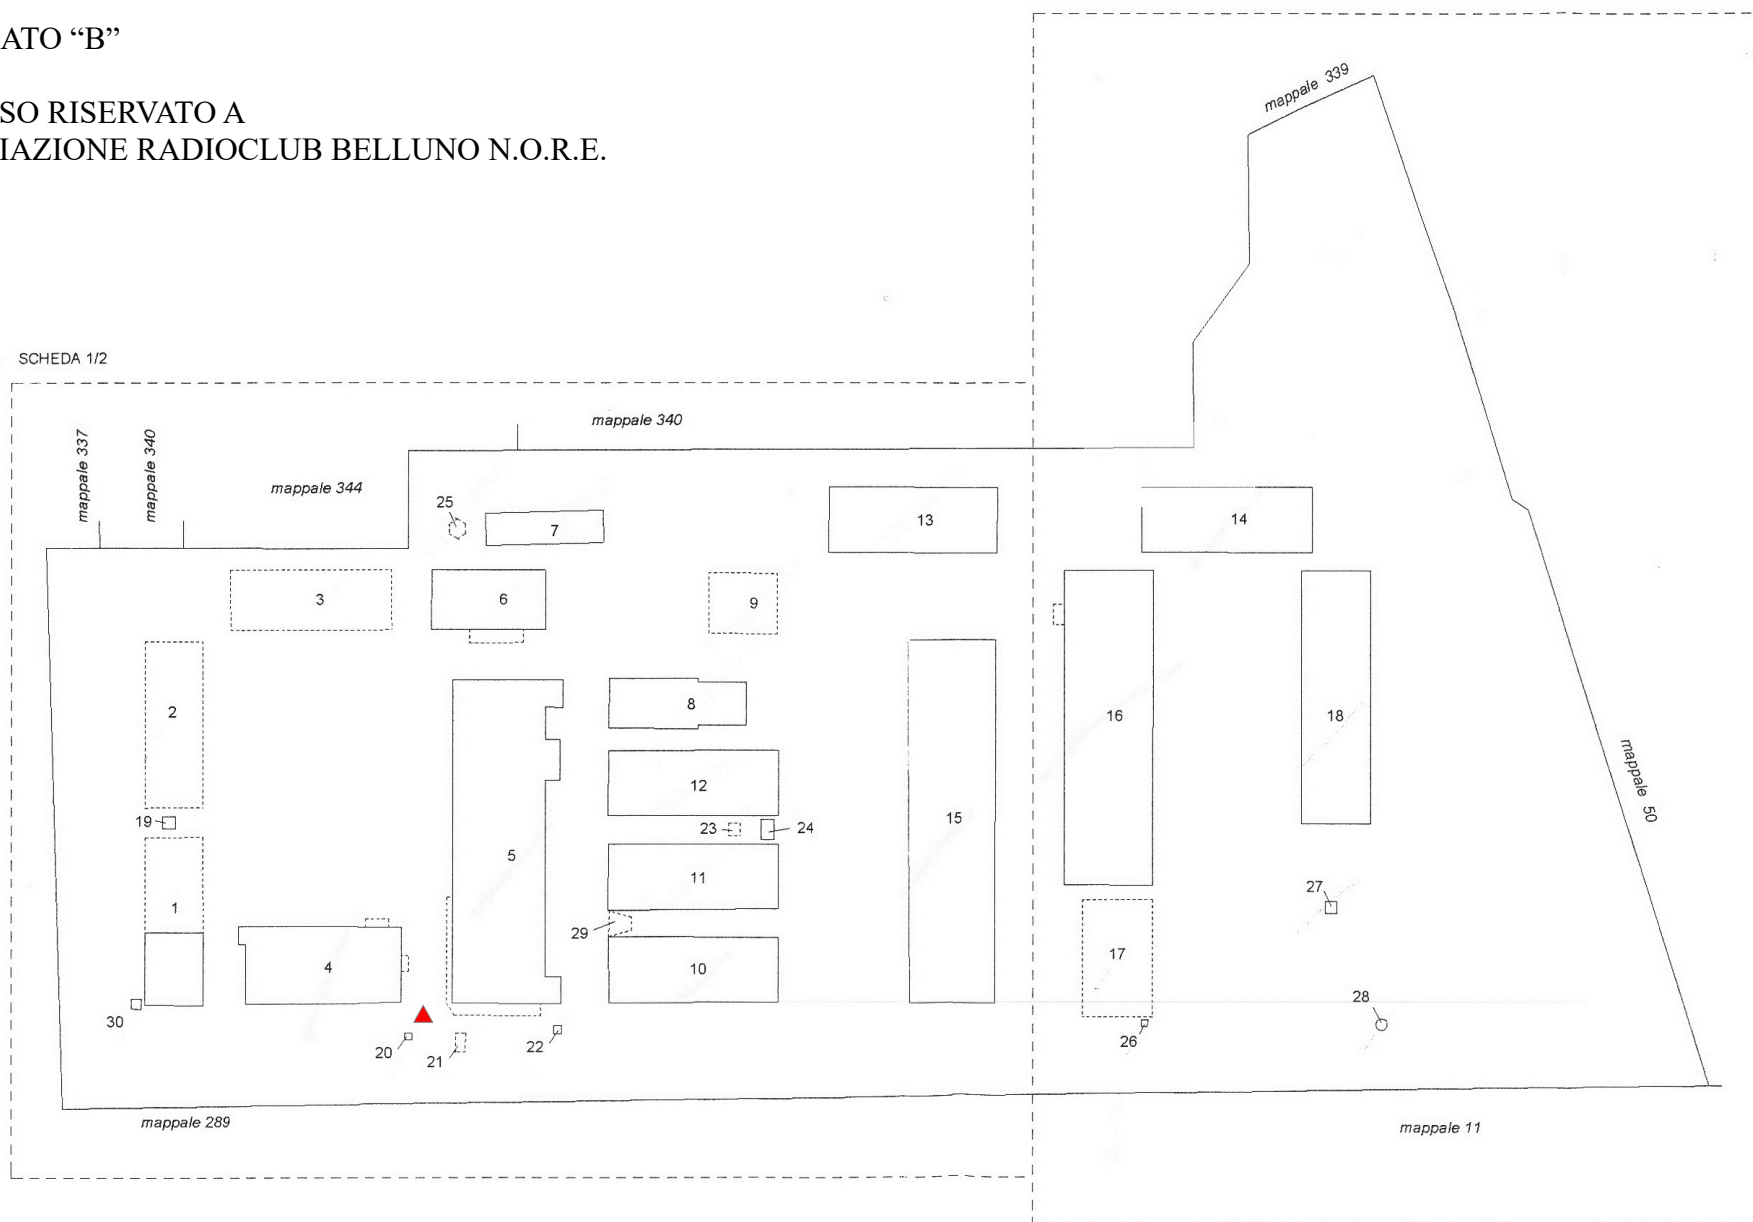 ATO “B”
SO RISERVATO A
IAZIONE RADIOCLUB BELLUNO N.O.R.E.
mappale 339
SCHEDA 1/2
mappale 340
mappale 337
mappale 340
mappale 344
25
7
13
14
3
6
9
2
8
16
18
12
mappale 50
19
23
24
15
5
11
27
1
29
4
10
17
28
30
20
21
22
26
mappale 289
mappale 11